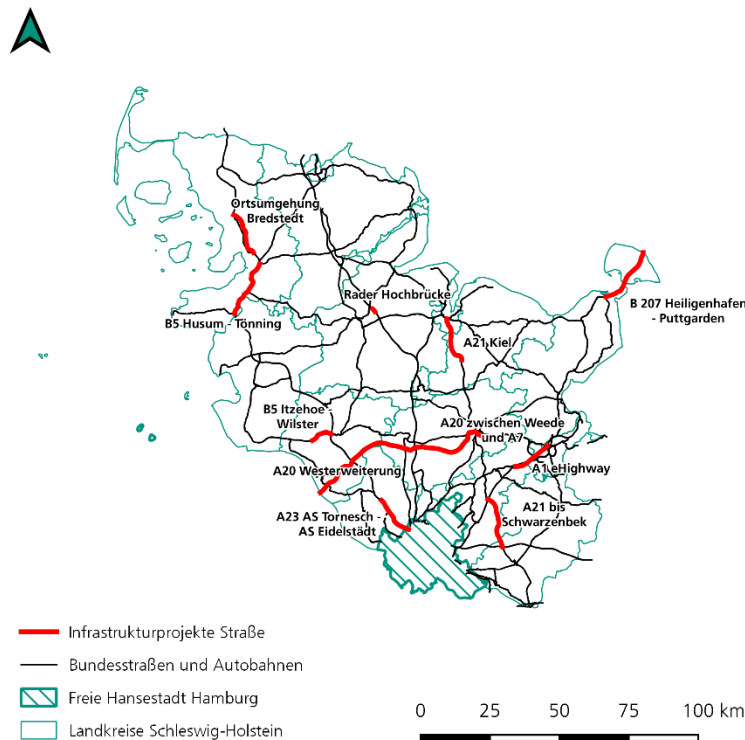 Ortsumgehung
Bredstedt
Rader Hochbrücke
B 207 Heiligenhafen
- Puttgarden
B5 Husum - Tönning
A21 Kiel
B5 Itzehoe -
Wilster
A20 zwischen Weede
und A7
A20 Westerweiterung
A1 eHighway
A23 AS Tornesch -
AS Eidelstädt
A21 bis
Schwarzenbek
Infrastrukturprojekte Straße
Bundesstraßen und Autobahnen
Freie Hansestadt Hamburg
Landkreise Schleswig-Holstein
0 25 50 75 100 km